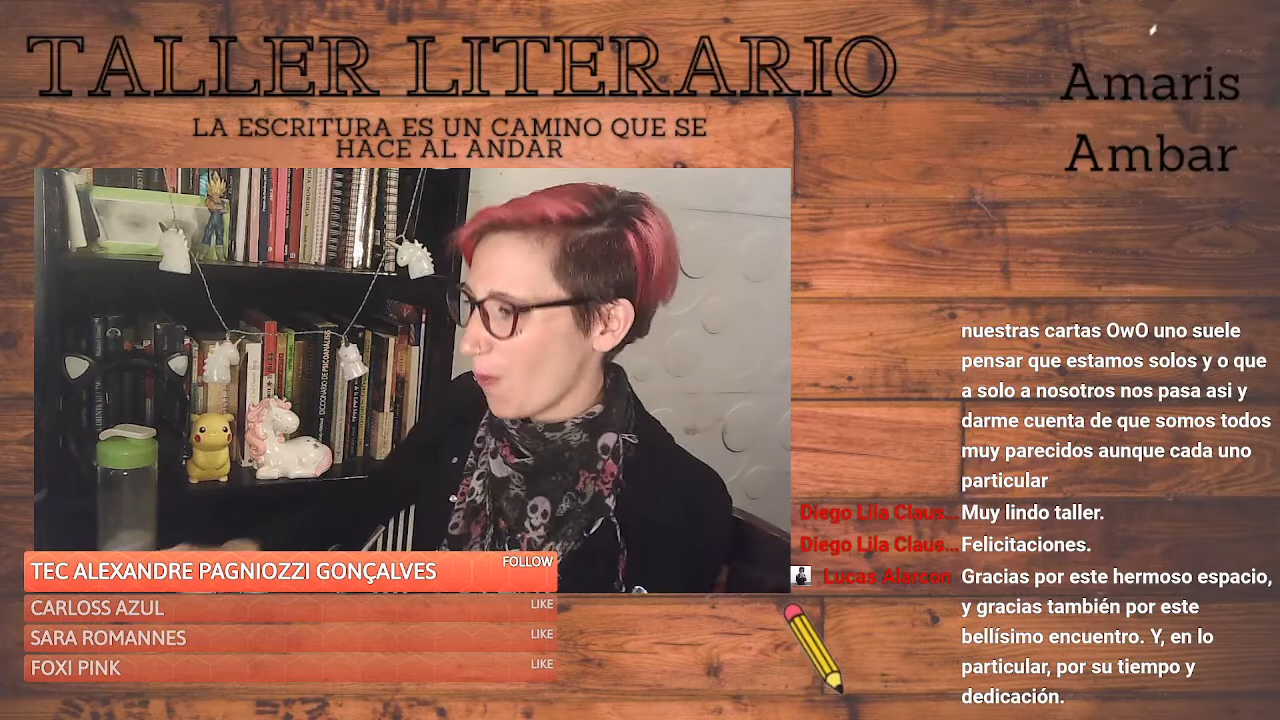 TALLER LITERARIO
LA ESCRITURA ES UN CAMINO QUE SE
HACE AL ANDAR
Amaris
Ambar
DICCIONARIO DE PSICOANÁLISIS
nuestras cartas OwO uno suele
pensar que estamos solos y o que
a solo a nosotros nos pasa asi y
darme cuenta de que somos todos
muy parecidos aunque cada uno
particular
Diego Lila Claus... Muy lindo taller.
Diego Lila Claus... Felicitaciones.
Lucas Alarcon Gracias por este hermoso espacio,
y gracias también por este
bellísimo encuentro. Y, en lo
particular, por su tiempo y
dedicación.
TEC ALEXANDRE PAGNIOZZI GONÇALVES FOLLOW
CARLOSS AZUL LIKE
SARA ROMANNES LIKE
FOXI PINK LIKE